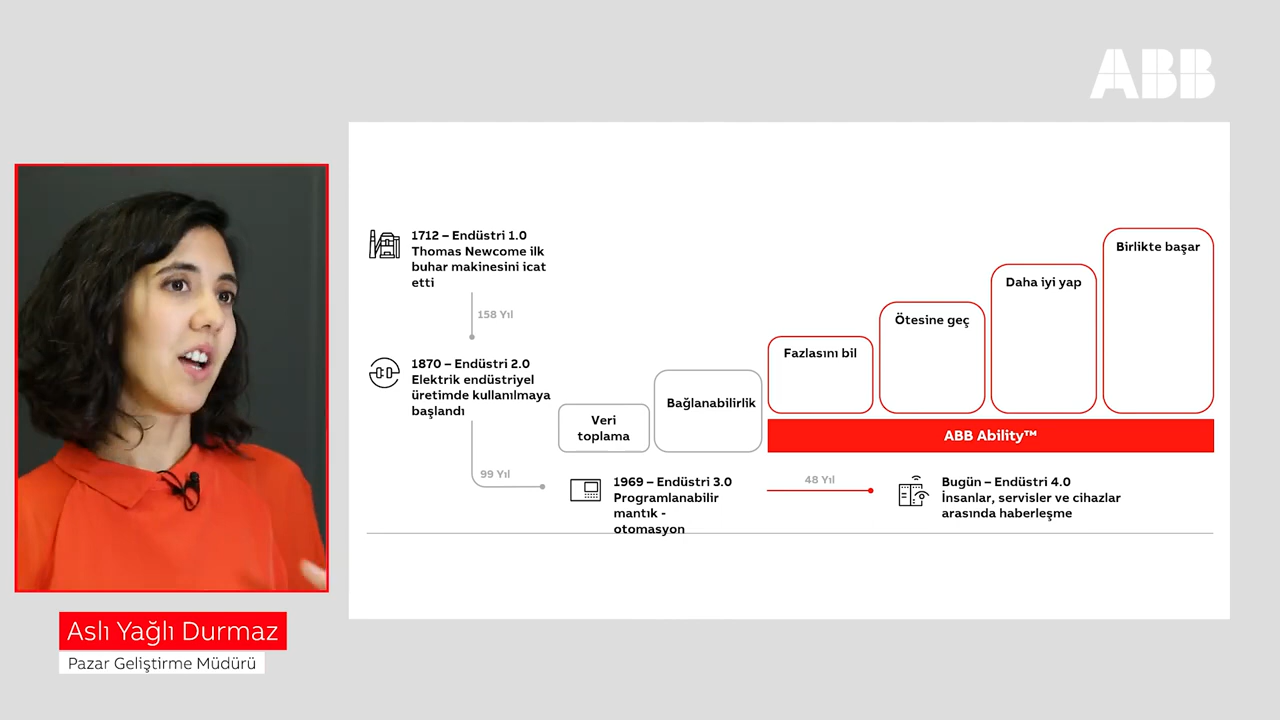 ABB
1712 – Endüstri 1.0
Thomas Newcome ilk
buhar makinesini icat
etti
158 Yıl
1870 – Endüstri 2.0
Elektrik endüstriyel
üretimde kullanılmaya
başlandı
99 Yıl
Veri
toplama
Bağlanabilirlik
Fazlasını bil
Ötesine geç
Daha iyi yap
Birlikte başar
ABB Ability™
1969 – Endüstri 3.0
Programlanabilir
mantık -
otomasyon
48 Yıl
Bugün – Endüstri 4.0
İnsanlar, servisler ve cihazlar
arasında haberleşme
Aslı Yağlı Durmaz
Pazar Geliştirme Müdürü